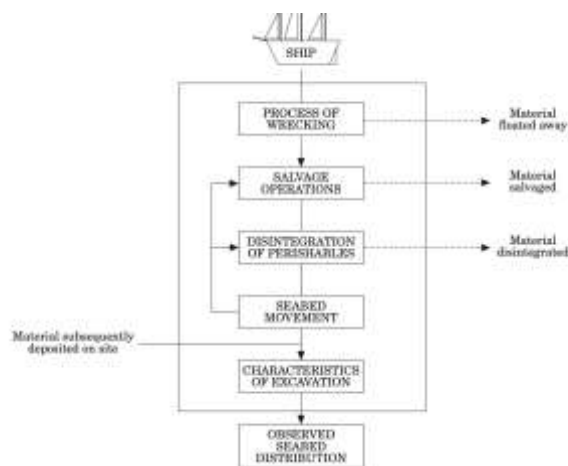 SHIP
PROCESS OF
WRECKING
Material
floated away
SALVAGE
OPERATIONS
Material
salvaged
DISINTEGRATION
OF PERISHABLES
Material
disintegrated
SEABED
MOVEMENT
Material subsequently
deposited on site
CHARACTERISTICS
OF EXCAVATION
OBSERVED
SEABED
DISTRIBUTION